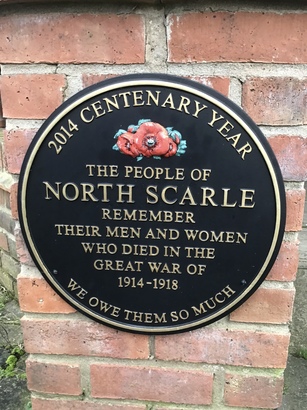 2014 CENTENARY YEAR
THE PEOPLE OF
NORTH SCARLE
REMEMBER
THEIR MEN AND WOMEN
WHO DIED IN THE
GREAT WAR OF
1914-1918
WE OWE THEM SO MUCH